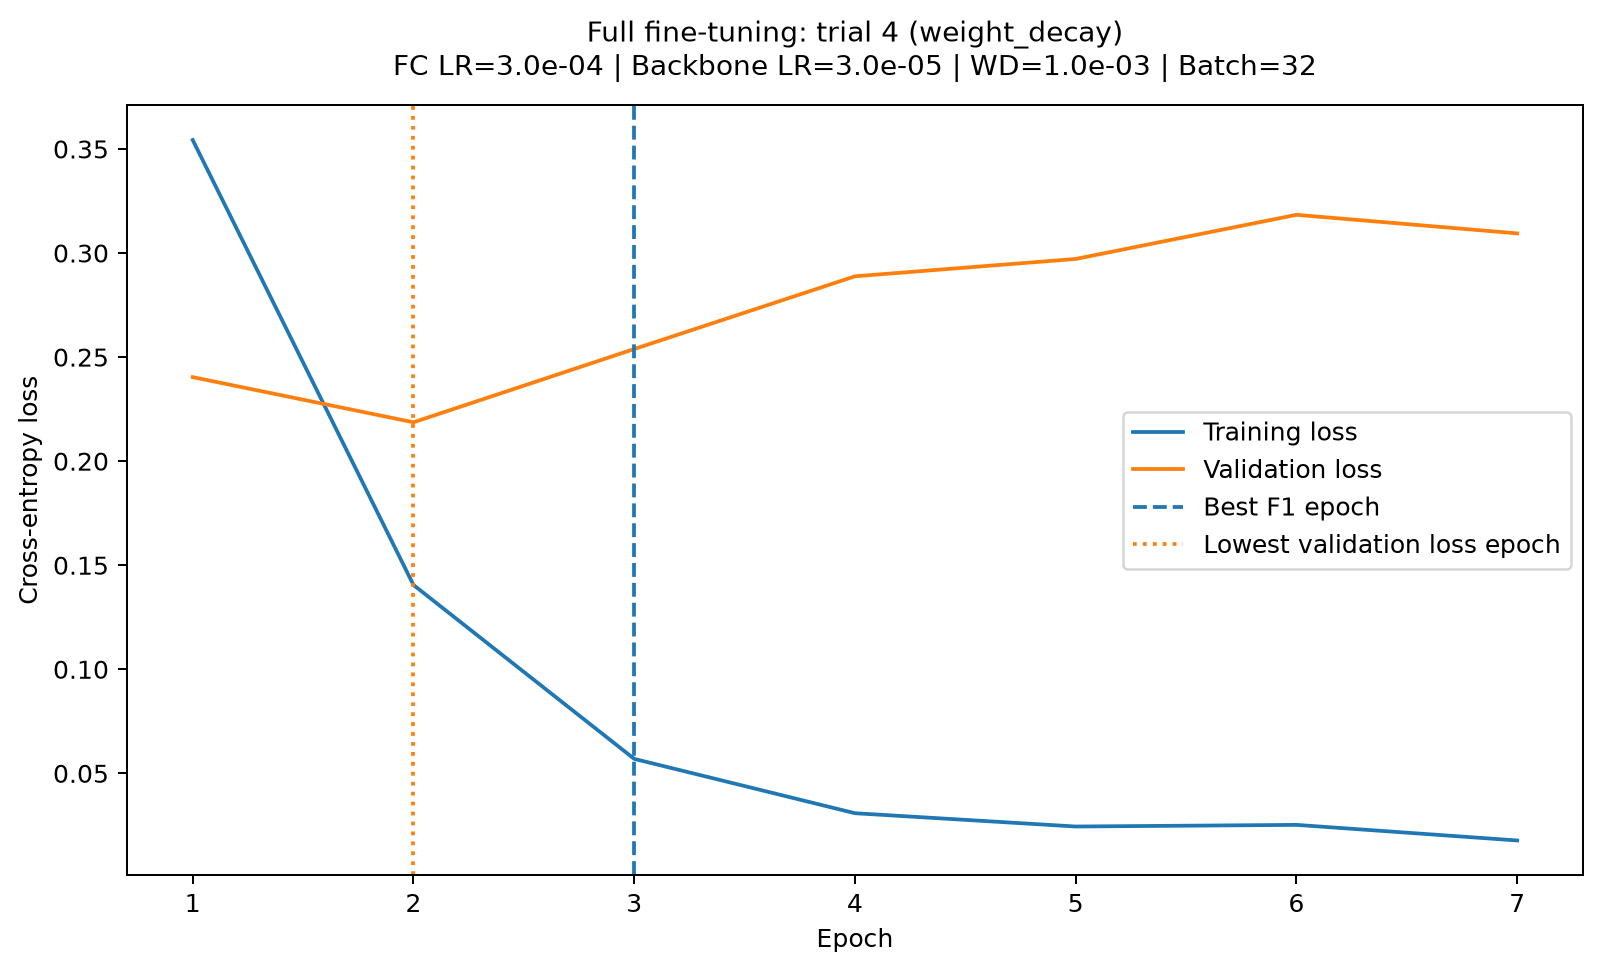 Full fine-tuning: trial 4 (weight_decay)
FC LR=3.0e-04 | Backbone LR=3.0e-05 | WD=1.0e-03 | Batch=32
Cross-entropy loss
0.35
0.30
0.25
0.20
0.15
0.10
0.05
Training loss
Validation loss
Best F1 epoch
Lowest validation loss epoch
1 2 3 4 5 6 7
Epoch